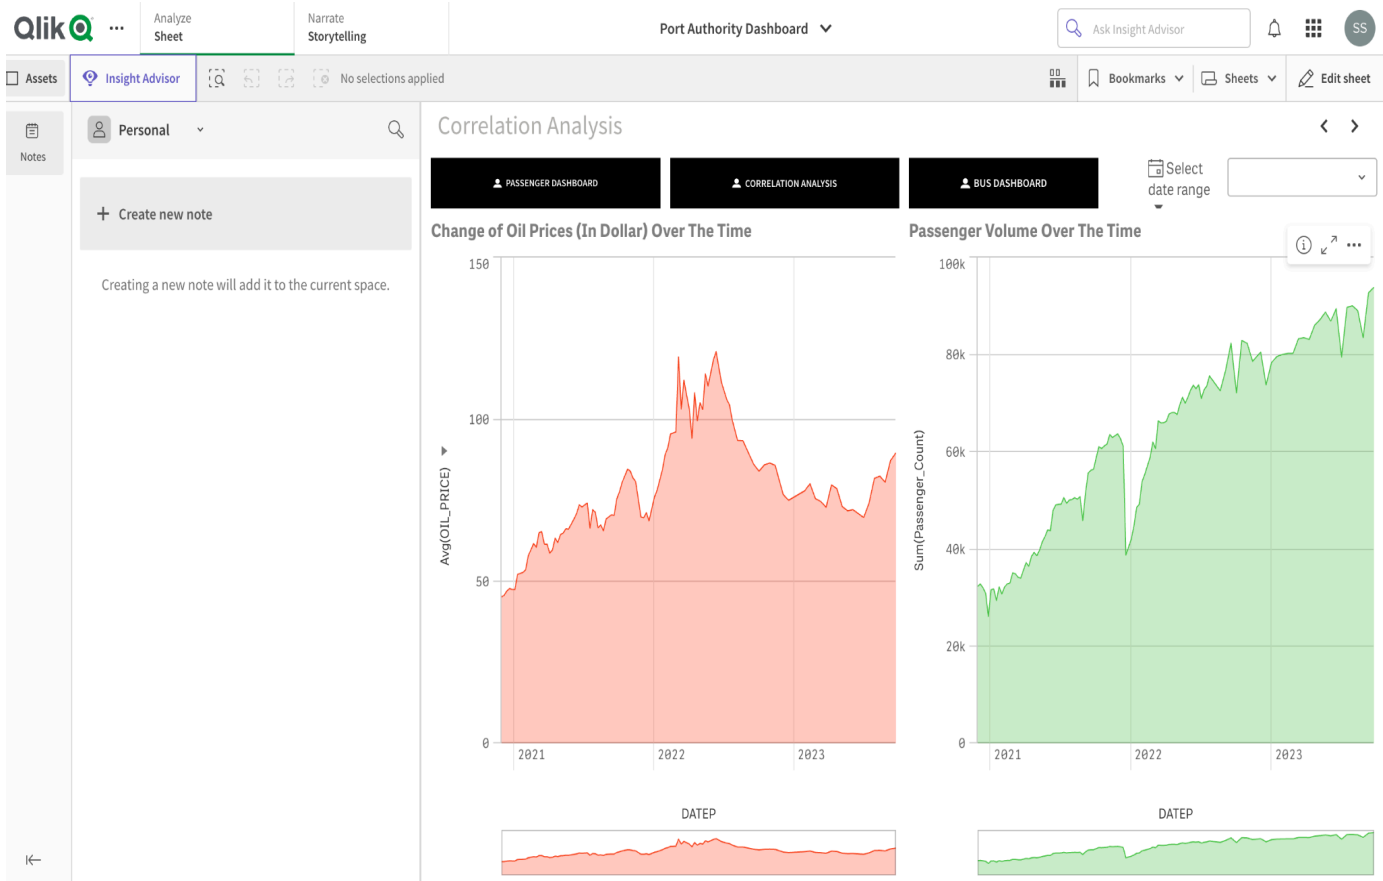 Qlik
Analyze
Sheet
Narrate
Storytelling
Port Authority Dashboard
Ask Insight Advisor
SS
Assets
Insight Advisor
No selections applied
Bookmarks
Sheets
Edit sheet
Notes
Personal
Create new note
Creating a new note will add it to the current space.
Correlation Analysis
PASSENGER DASHBOARD
CORRELATION ANALYSIS
BUS DASHBOARD
Select
date range
Change of Oil Prices (In Dollar) Over The Time
150
100
50
0
Avg(OIL_PRICE)
2021
2022
2023
DATEP
Passenger Volume Over The Time
100k
80k
60k
40k
20k
0
Sum(Passenger_Count)
2021
2022
2023
DATEP